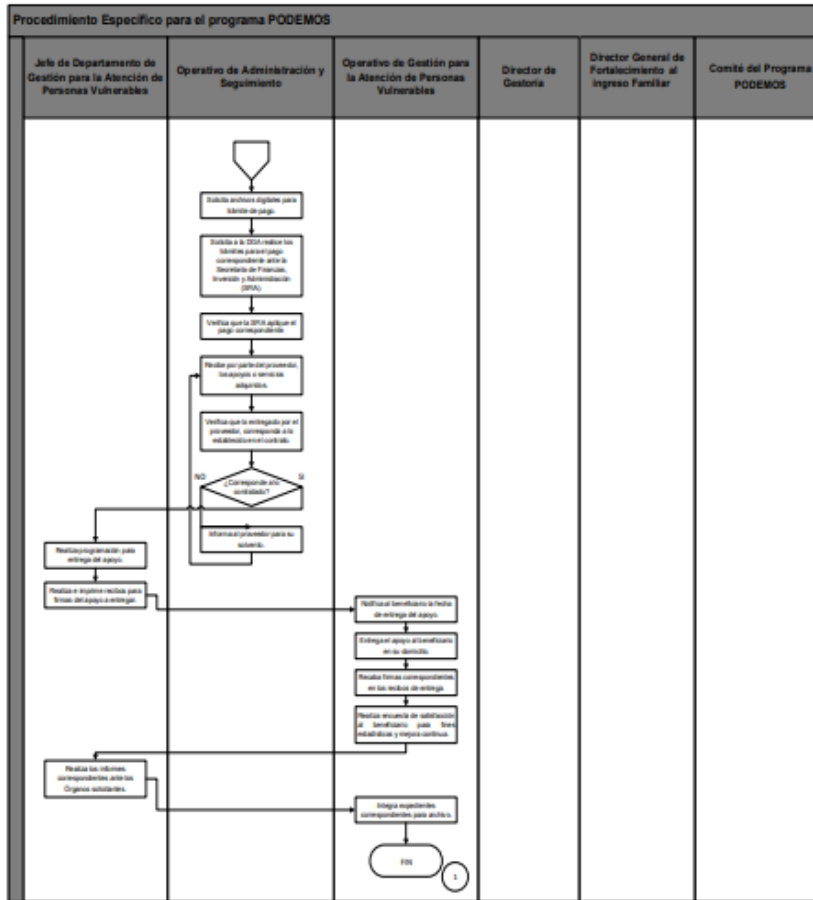 Procedimiento Específico para el programa PODEMOS
Jefe de Departamento de
Gestión para la Atención de
Personas Vulnerables
Operativo de Administración y
Seguimiento
Operativo de Gestión para
la Atención de Personas
Vulnerables
Director de
Gestoría
Director General de
Fortalecimiento al
ingreso Familiar
Comité del Programa
PODEMOS
Solicita archivos digitales para
trámite de pago.
Solicita a la DGA realice los
trámites para el pago
correspondiente ante la
Secretaría de Finanzas,
Inversión y Administración
(SFIA).
Verifica que la SFIA aplique el
pago correspondiente
Recibe por parte del proveedor,
los apoyos o servicios
adquiridos.
Verifica que lo entregado por el
proveedor, corresponda a lo
establecido en el contrato.
NO
¿Corresponde a lo
contratado?
SI
Informa al proveedor para su
solvento.
Realiza programación para
entrega del apoyo.
Realiza e imprime recibos para
firmas del apoyo a entregar.
Notifica al beneficiario la fecha
de entrega del apoyo.
Entrega el apoyo al beneficiario
en su domicilio.
Recaba firmas correspondientes
en los recibos de entrega.
Realiza encuesta de satisfacción
al beneficiario para fines
estadísticos y mejora continua.
Realiza los informes
correspondientes ante los
Órganos solicitantes.
Integra expedientes
correspondientes para archivo.
FIN
1